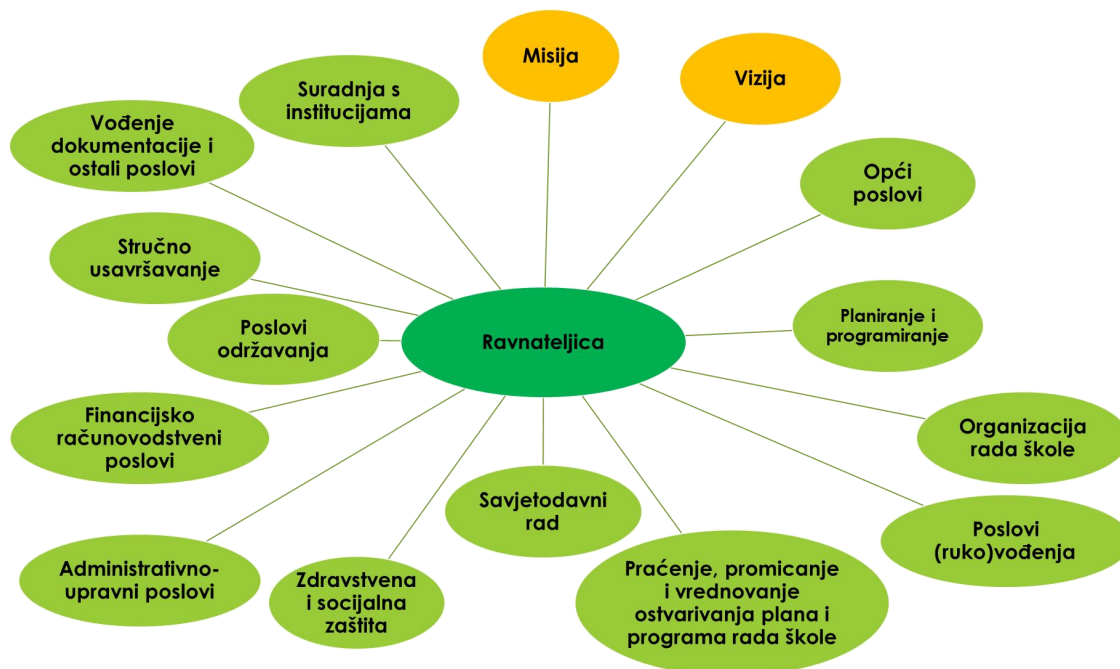 Misija
Vizija
Suradnja s
institucijama
Vođenje
dokumentacije i
ostali poslovi
Opći
poslovi
Stručno
usavršavanje
Poslovi
održavanja
Ravnateljica
Planiranje i
programiranje
Financijsko
računovodstveni
poslovi
Organizacija
rada škole
Savjetodavni
rad
Poslovi
(ruko)vođenja
Administrativno-
upravni poslovi
Zdravstvena
i socijalna
zaštita
Praćenje, promicanje
i vrednovanje
ostvarivanja plana i
programa rada škole